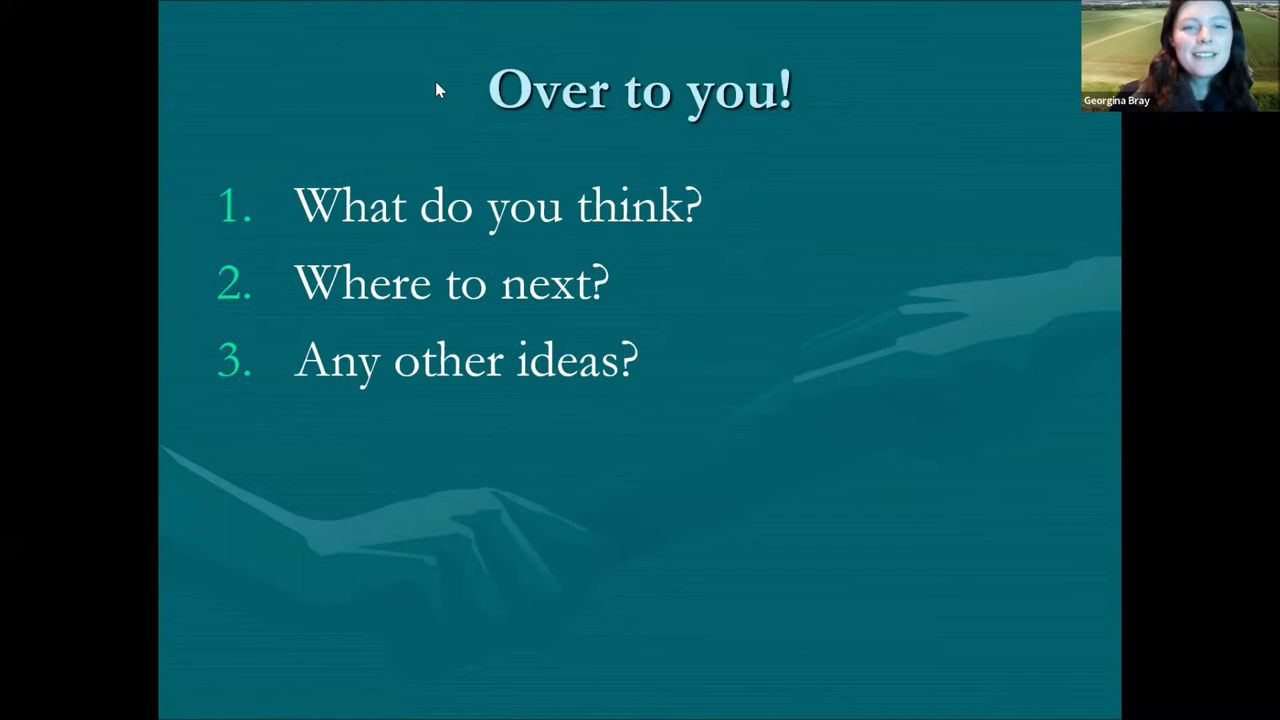 Over to you!
Georgina Bray
1. What do you think?
2. Where to next?
3. Any other ideas?